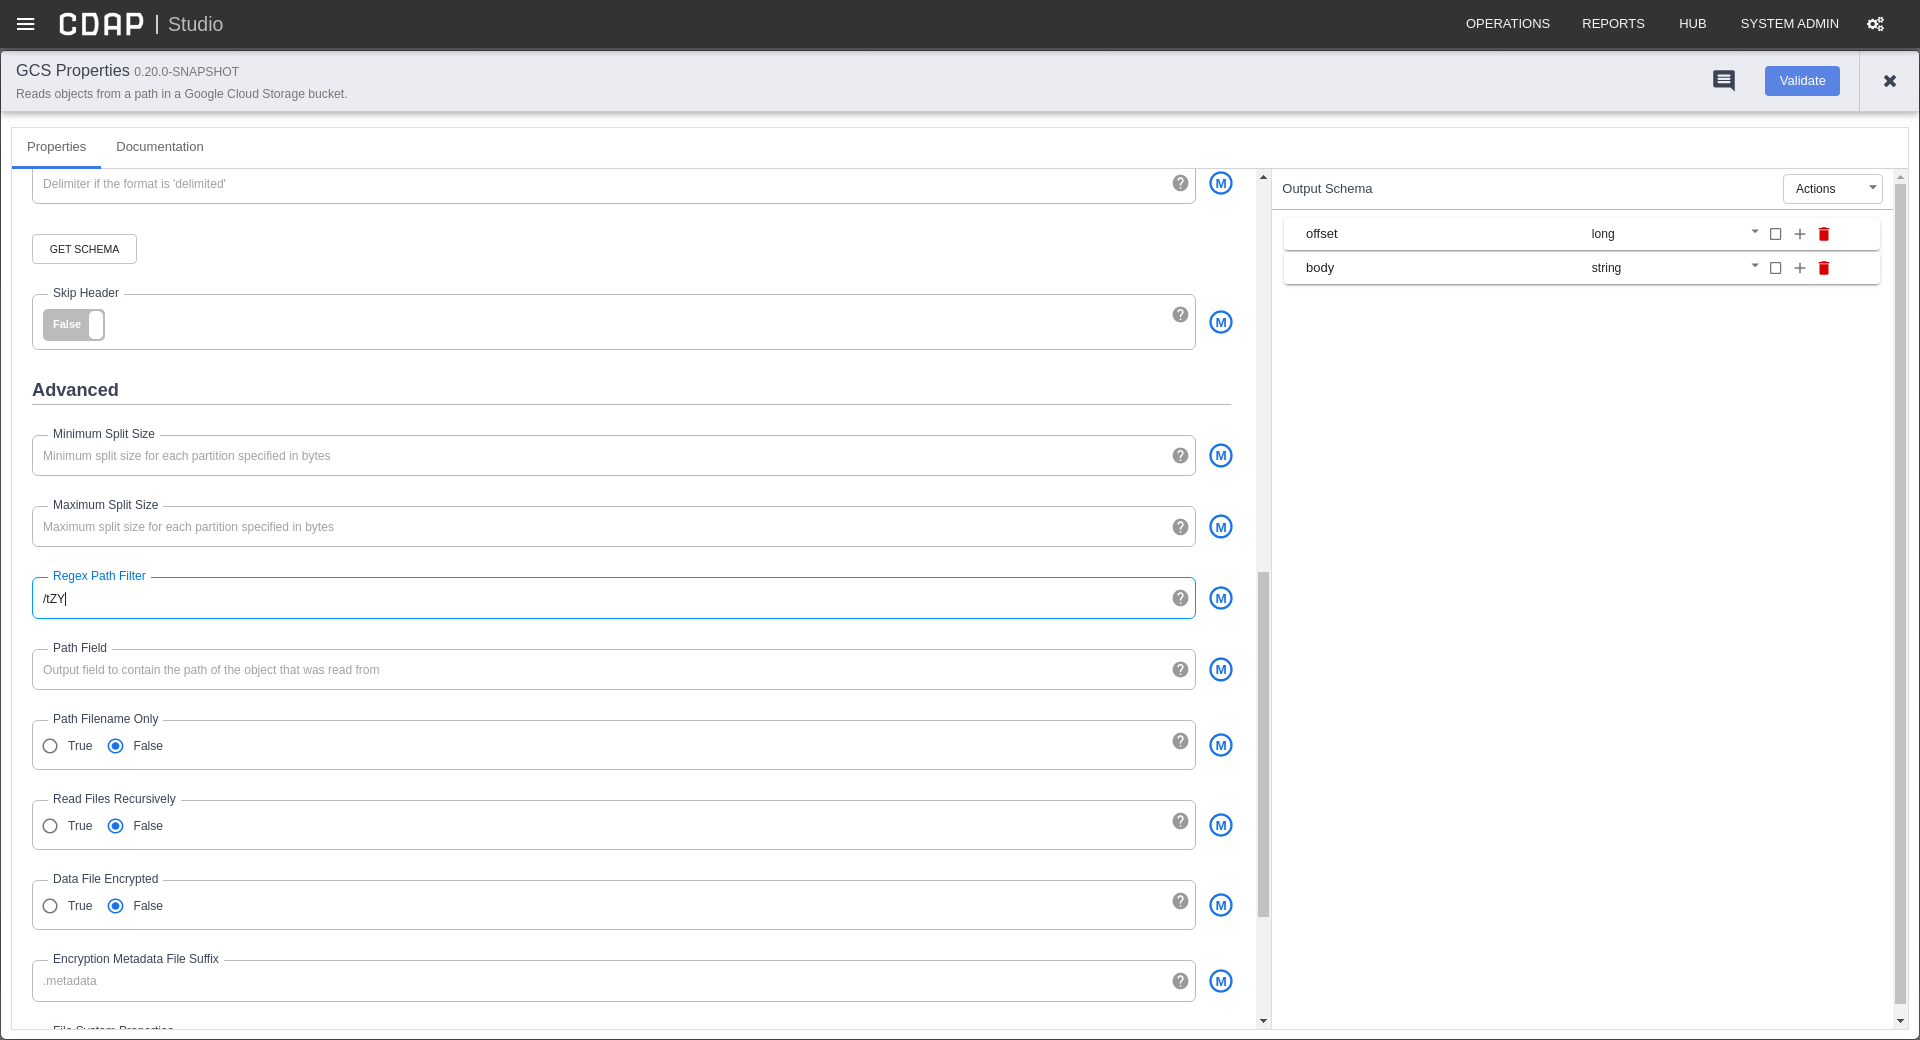 CDAP | Studio
OPERATIONS REPORTS HUB SYSTEM ADMIN
GCS Properties 0.20.0-SNAPSHOT
Reads objects from a path in a Google Cloud Storage bucket.
Validate
Properties Documentation
Delimiter if the format is 'delimited'
M
GET SCHEMA
Skip Header
False
M
Advanced
Minimum Split Size
Minimum split size for each partition specified in bytes
M
Maximum Split Size
Maximum split size for each partition specified in bytes
M
Regex Path Filter
/tZY
M
Path Field
Output field to contain the path of the object that was read from
M
Path Filename Only
True False
M
Read Files Recursively
True False
M
Data File Encrypted
True False
M
Encryption Metadata File Suffix
.metadata
M
File System Properties
Output Schema
Actions
offset long
body string